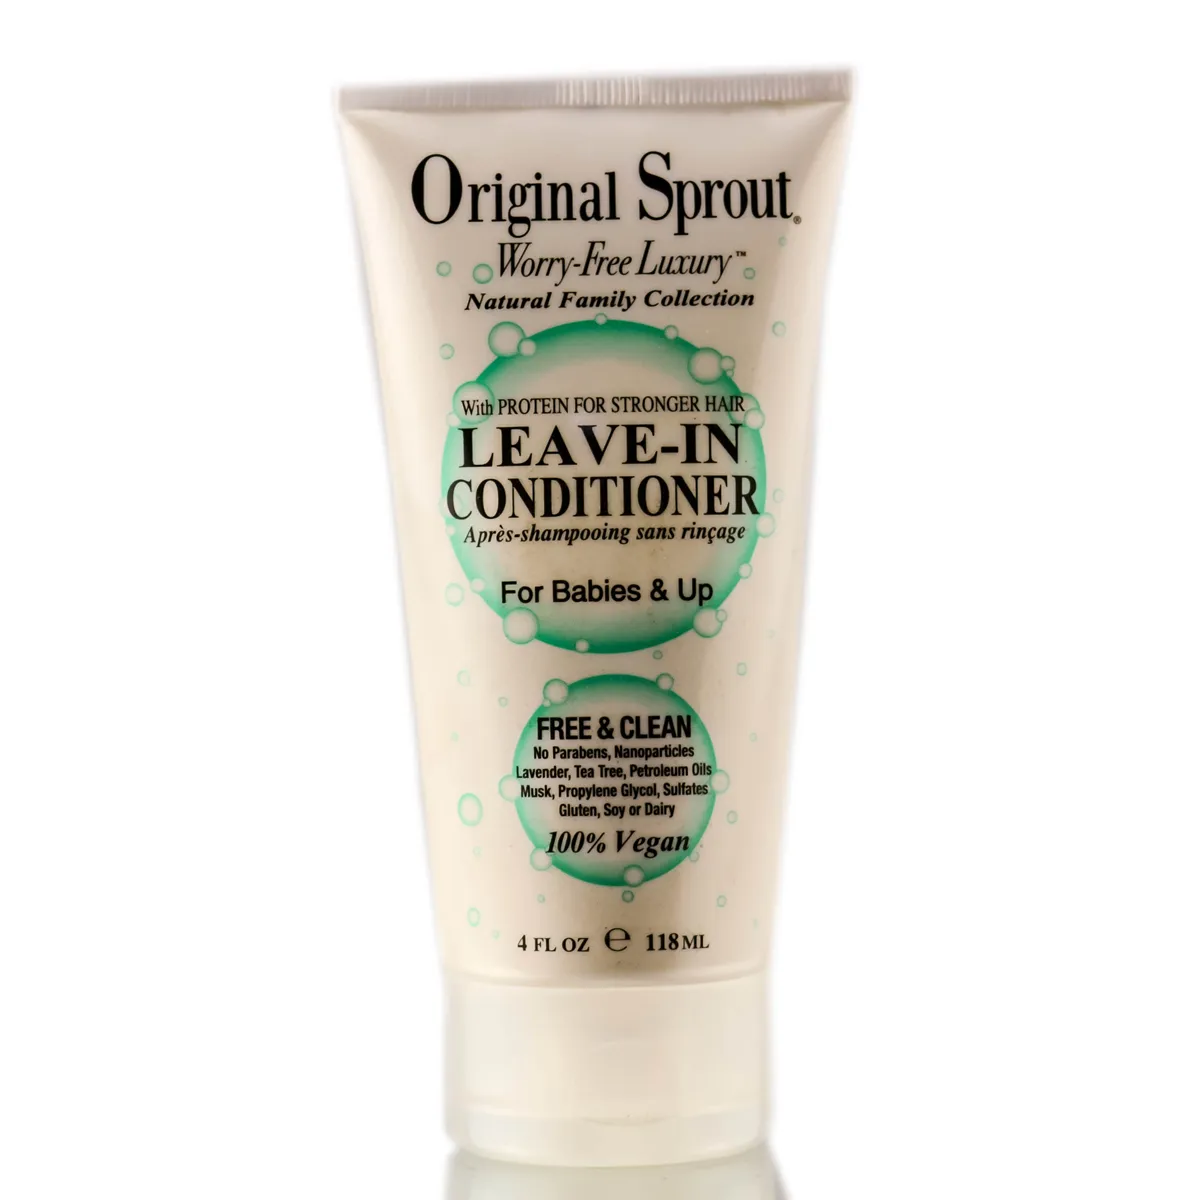 Original Sprout®
Worry-Free Luxury™
Natural Family Collection
With PROTEIN FOR STRONGER HAIR
LEAVE-IN
CONDITIONER
Après-shampooing sans rinçage
For Babies & Up
FREE & CLEAN
No Parabens, Nanoparticles
Lavender, Tea Tree, Petroleum Oils
Musk, Propylene Glycol, Sulfates
Gluten, Soy or Dairy
100% Vegan
4 FL OZ ℮ 118 ML